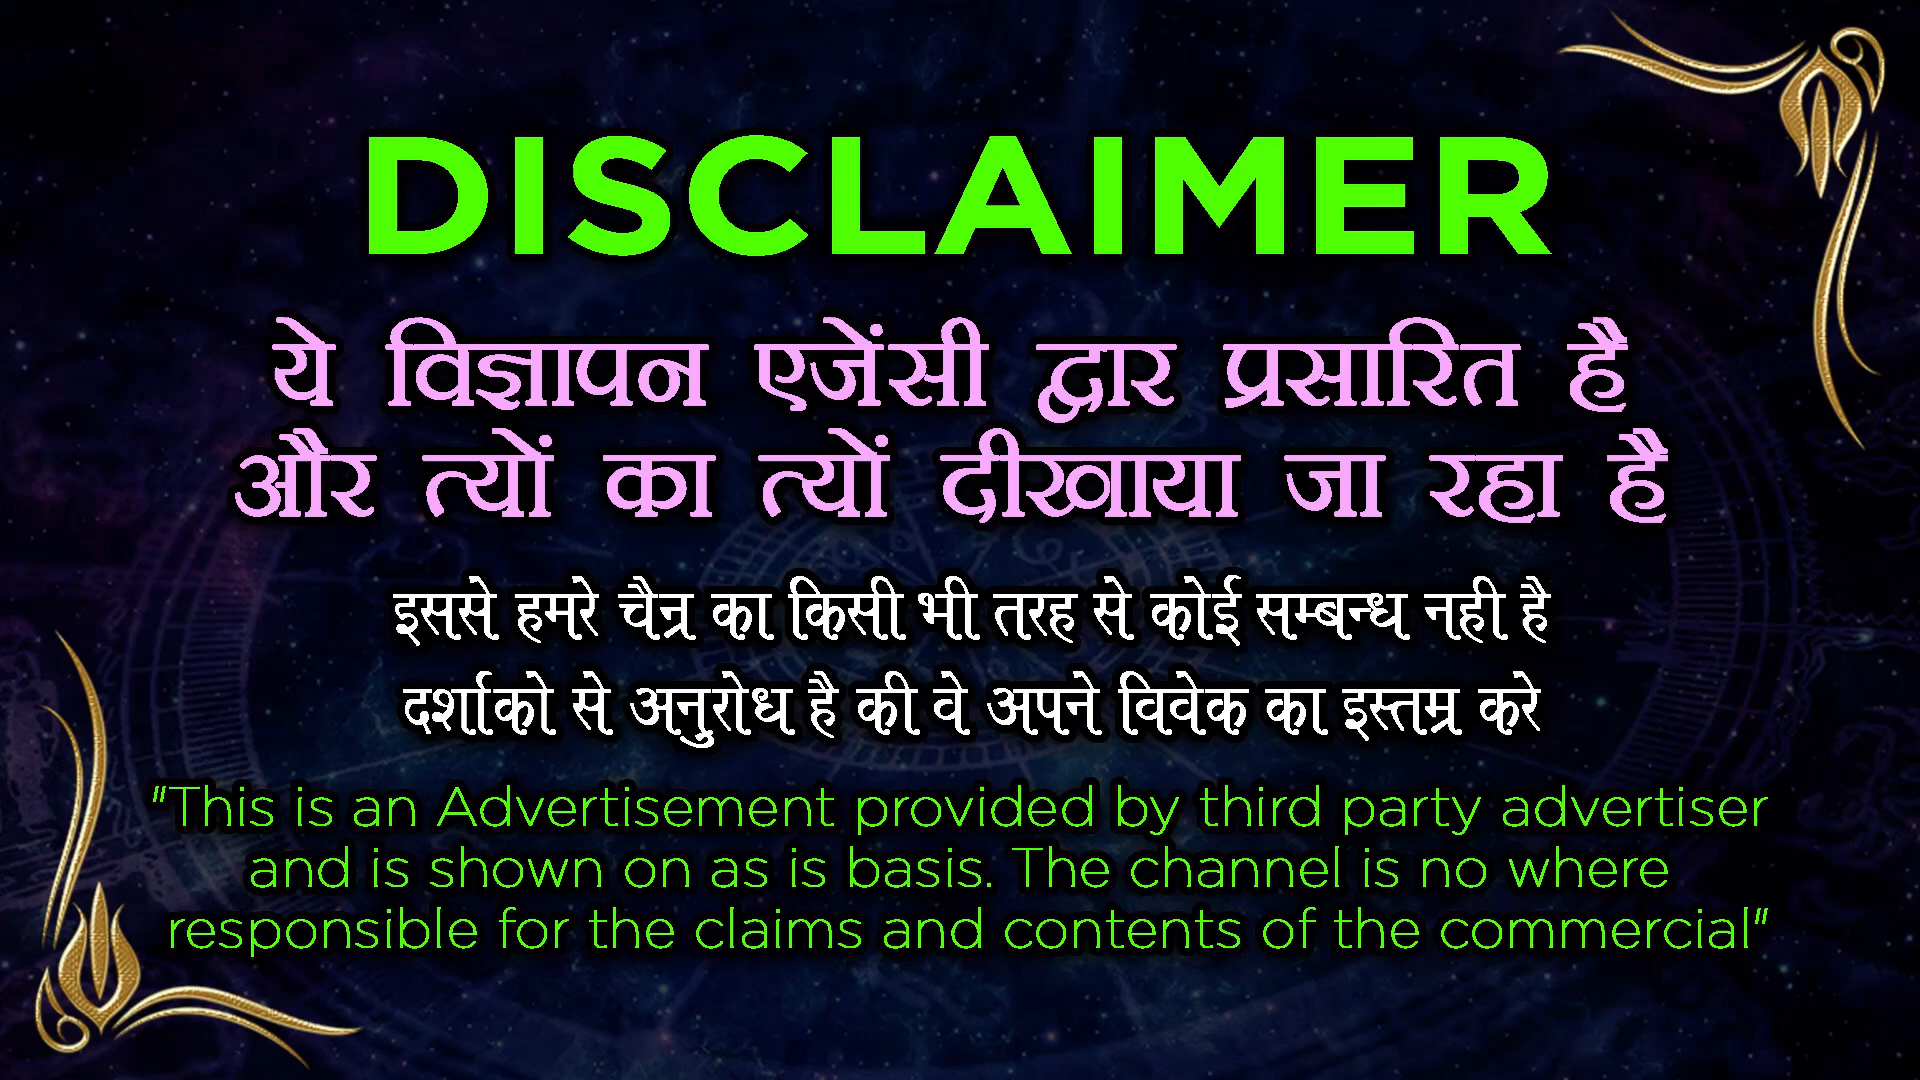 DISCLAIMER
ये विज्ञापन एजेंसी द्वार प्रसारित है
और त्यों का त्यों दीखाया जा रहा है
इससे हमरे चैन्र का किसी भी तरह से कोई सम्बन्ध नही है
दर्शाको से अनुरोध है की वे अपने विवेक का इस्तम्र करे
"This is an Advertisement provided by third party advertiser
and is shown on as is basis. The channel is no where
responsible for the claims and contents of the commercial"